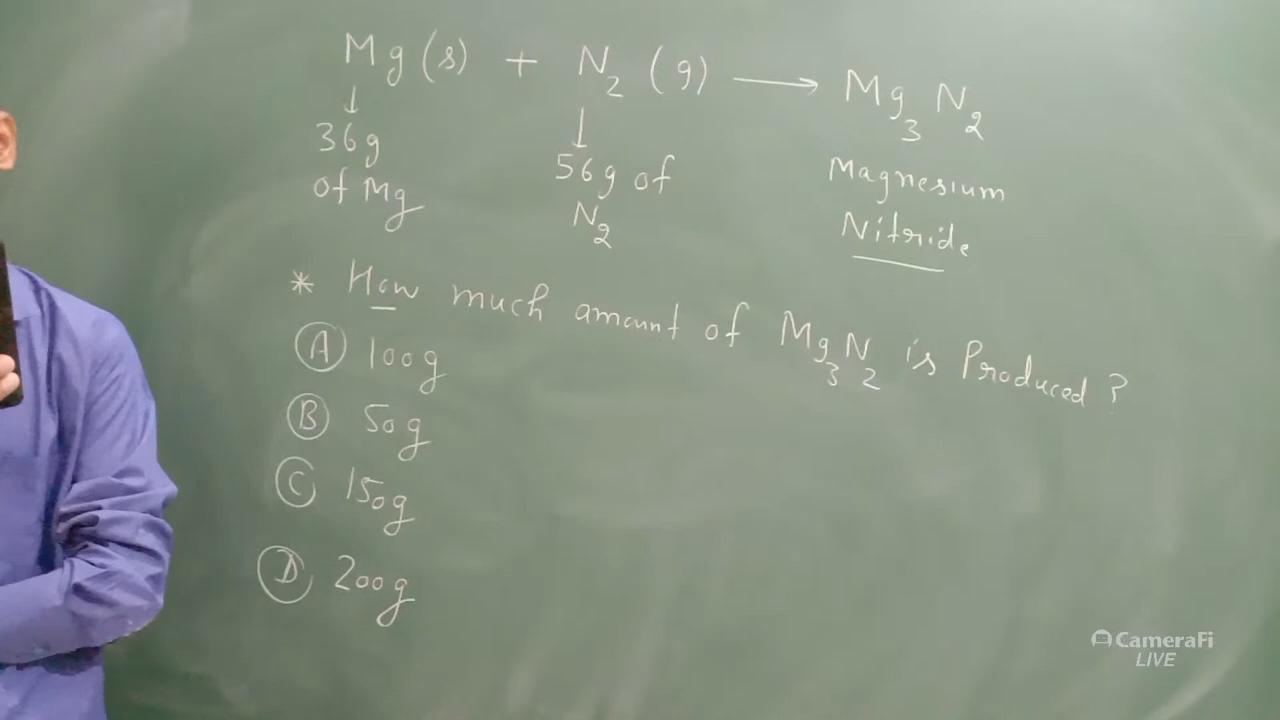 Mg (s) + N2 (g) → Mg3 N2
↓ ↓
36g 56g of Magnesium
of Mg N2 Nitride
* How much amount of Mg3N2 is Produced ?
(A) 100g
(B) 50g
(C) 150g
(D) 200g
CameraFi
LIVE